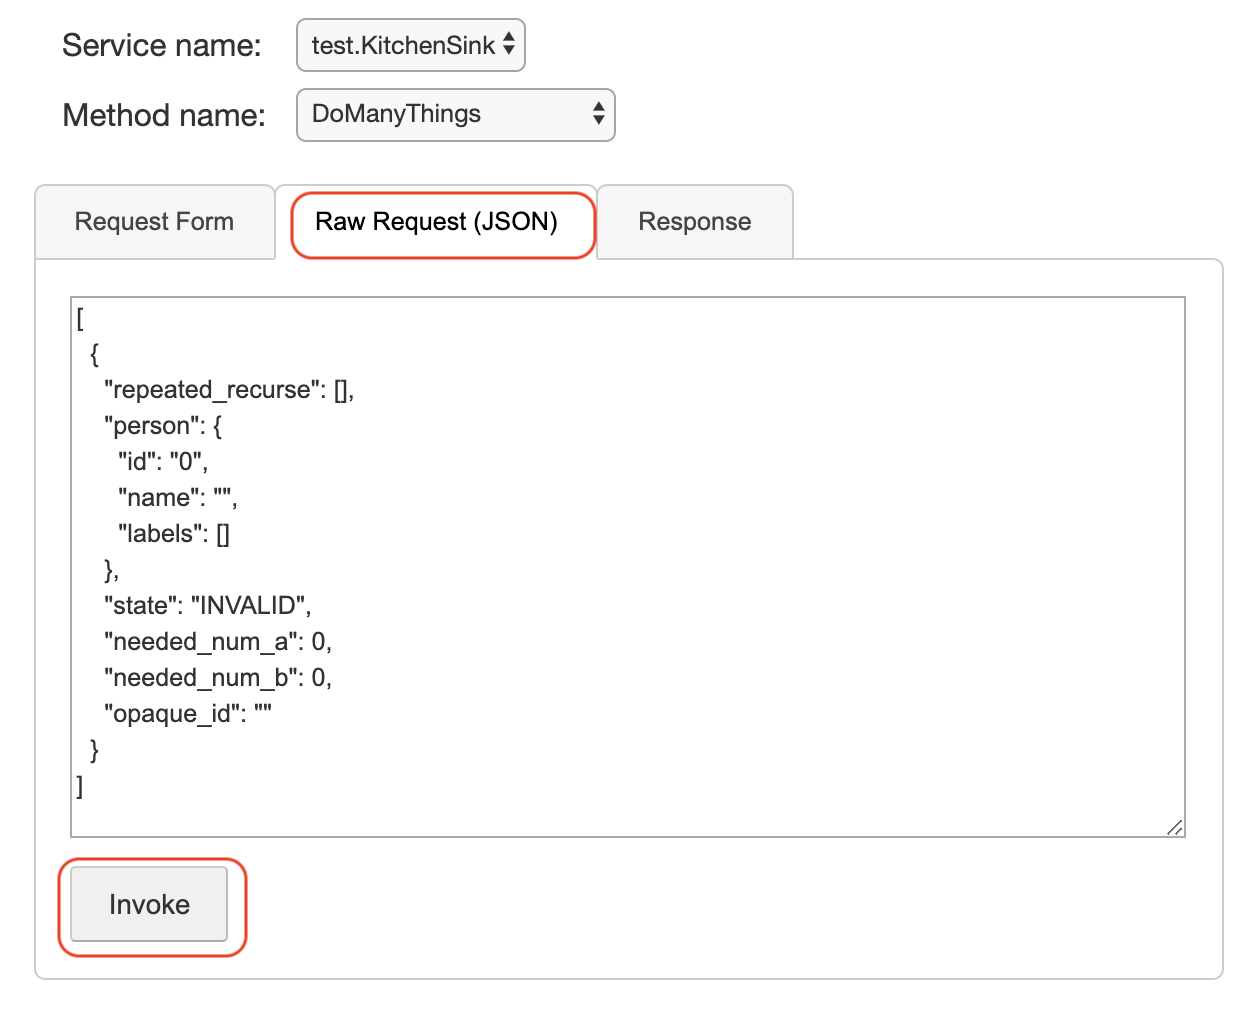 Service name: test.KitchenSink
Method name: DoManyThings
Request Form Raw Request (JSON) Response
[
{
"repeated_recurse": [],
"person": {
"id": "0",
"name": "",
"labels": []
},
"state": "INVALID",
"needed_num_a": 0,
"needed_num_b": 0,
"opaque_id": ""
}
]
Invoke